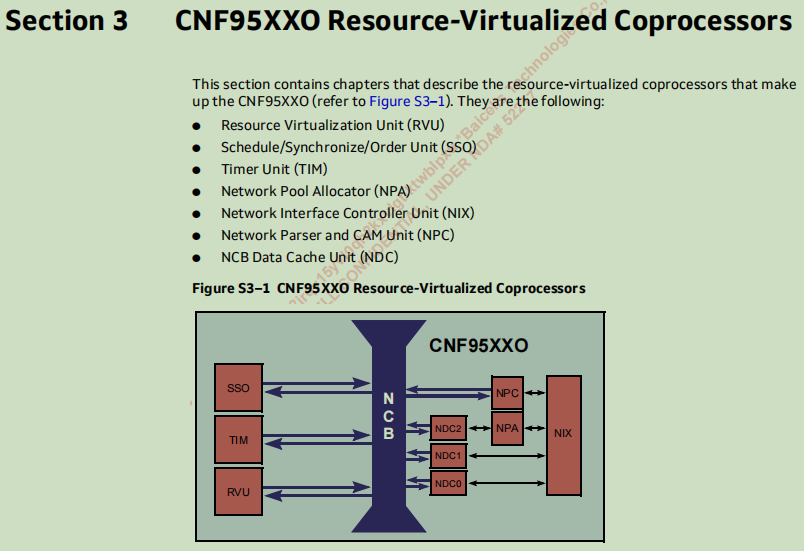 Section 3 CNF95XXO Resource-Virtualized Coprocessors
This section contains chapters that describe the resource-virtualized coprocessors that make
up the CNF95XXO (refer to Figure S3–1). They are the following:
● Resource Virtualization Unit (RVU)
● Schedule/Synchronize/Order Unit (SSO)
● Timer Unit (TIM)
● Network Pool Allocator (NPA)
● Network Interface Controller Unit (NIX)
● Network Parser and CAM Unit (NPC)
● NCB Data Cache Unit (NDC)
Figure S3–1 CNF95XXO Resource-Virtualized Coprocessors
CNF95XXO
SSO
TIM
RVU
NCB
NPC
NDC2
NPA
NIX
NDC1
NDC0
UNDER NDA#